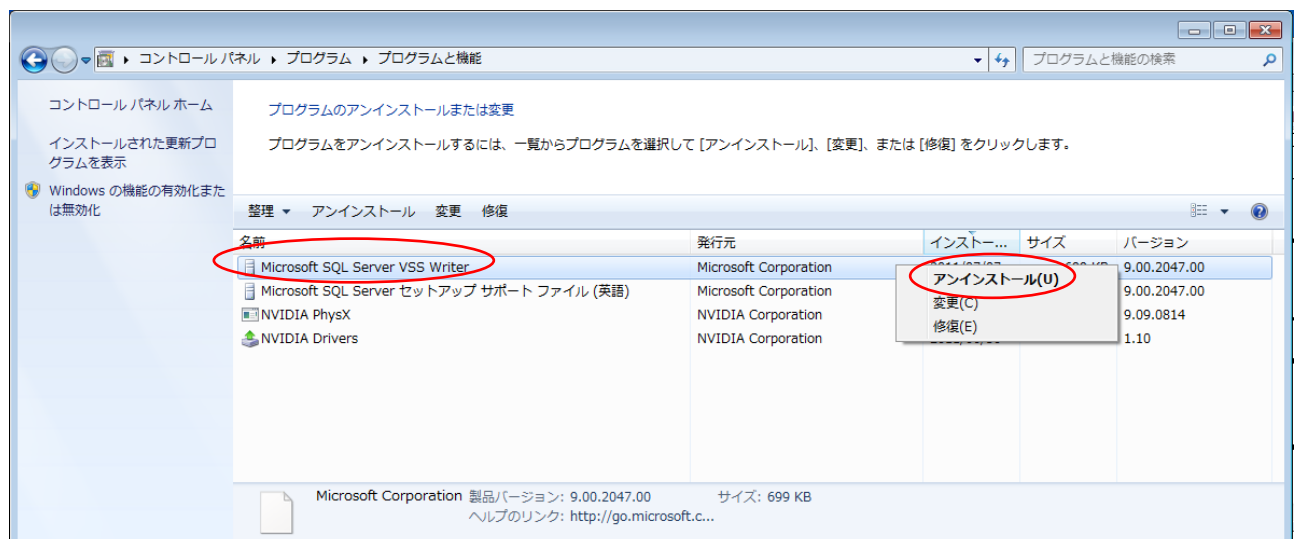 コントロール パネル ▸ プログラム ▸ プログラムと機能
プログラムと機能の検索
コントロール パネル ホーム
インストールされた更新プロ
グラムを表示
Windows の機能の有効化また
は無効化
プログラムのアンインストールまたは変更
プログラムをアンインストールするには、一覧からプログラムを選択して [アンインストール]、[変更]、または [修復] をクリックします。
整理 ▼ アンインストール 変更 修復
名前 発行元 インストー... サイズ バージョン
Microsoft SQL Server VSS Writer Microsoft Corporation 9.00.2047.00
Microsoft SQL Server セットアップ サポート ファイル (英語) Microsoft Corporation 9.00.2047.00
NVIDIA PhysX NVIDIA Corporation 9.09.0814
NVIDIA Drivers NVIDIA Corporation 1.10
アンインストール(U)
変更(C)
修復(E)
Microsoft Corporation 製品バージョン: 9.00.2047.00 サイズ: 699 KB
ヘルプのリンク: http://go.microsoft.c...